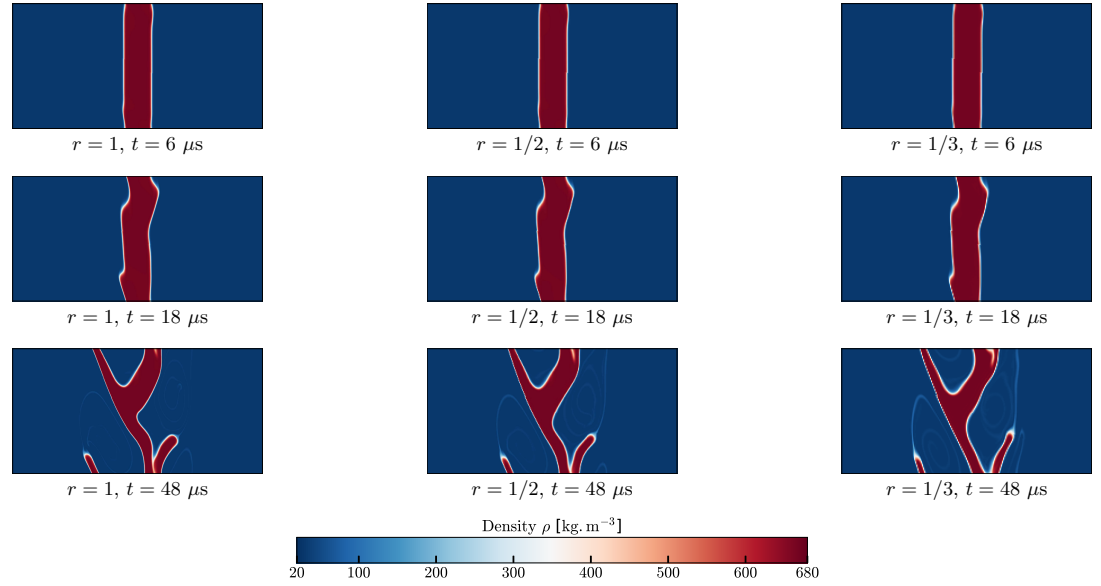 r = 1, t = 6 μs
r = 1/2, t = 6 μs
r = 1/3, t = 6 μs
r = 1, t = 18 μs
r = 1/2, t = 18 μs
r = 1/3, t = 18 μs
r = 1, t = 48 μs
r = 1/2, t = 48 μs
r = 1/3, t = 48 μs
Density ρ [kg.m⁻³]
20 100 200 300 400 500 600 680